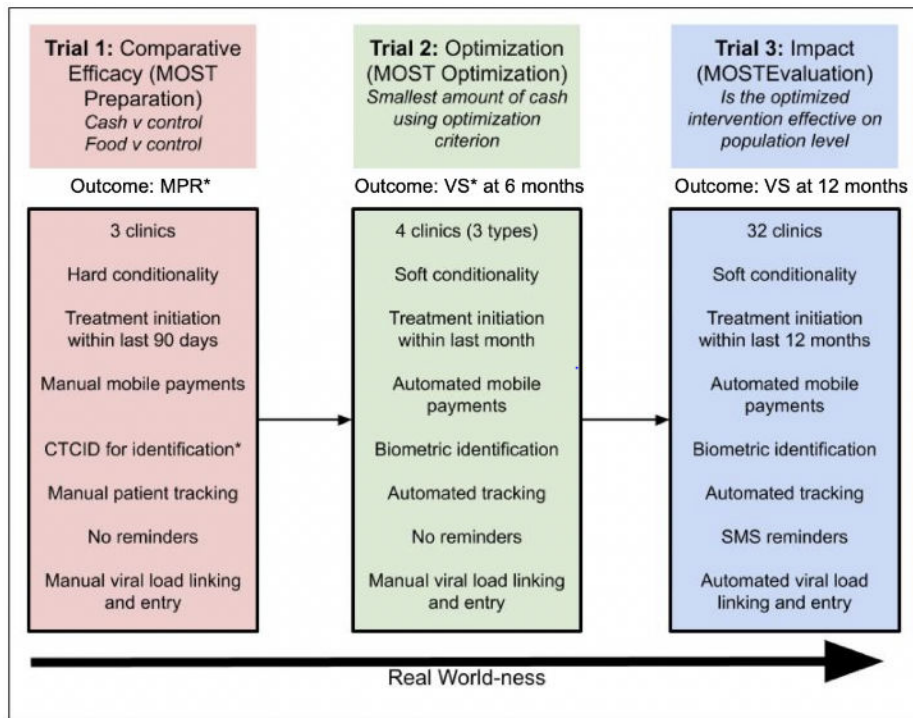 Trial 1: Comparative
Efficacy (MOST
Preparation)
Cash v control
Food v control
Outcome: MPR*
3 clinics
Hard conditionality
Treatment initiation
within last 90 days
Manual mobile payments
CTCID for identification*
Manual patient tracking
No reminders
Manual viral load linking
and entry
Trial 2: Optimization
(MOST Optimization)
Smallest amount of cash
using optimization
criterion
Outcome: VS* at 6 months
4 clinics (3 types)
Soft conditionality
Treatment initiation
within last month
Automated mobile
payments
Biometric identification
Automated tracking
No reminders
Manual viral load linking
and entry
Trial 3: Impact
(MOSTEvaluation)
Is the optimized
intervention effective on
population level
Outcome: VS at 12 months
32 clinics
Soft conditionality
Treatment initiation
within last 12 months
Automated mobile
payments
Biometric identification
Automated tracking
SMS reminders
Automated viral load
linking and entry
Real World-ness